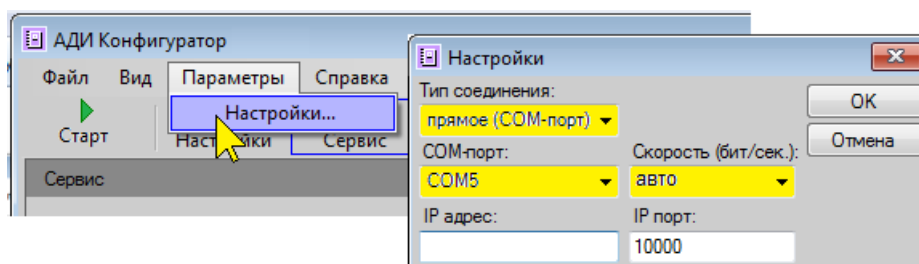 АДИ Конфигуратор
Файл Вид Параметры Справка
Настройки...
Старт Настройки Сервис
Сервис
Настройки
Тип соединения:
прямое (COM-порт)
OK
Отмена
COM-порт: Скорость (бит/сек.):
COM5 авто
IP адрес: IP порт:
10000